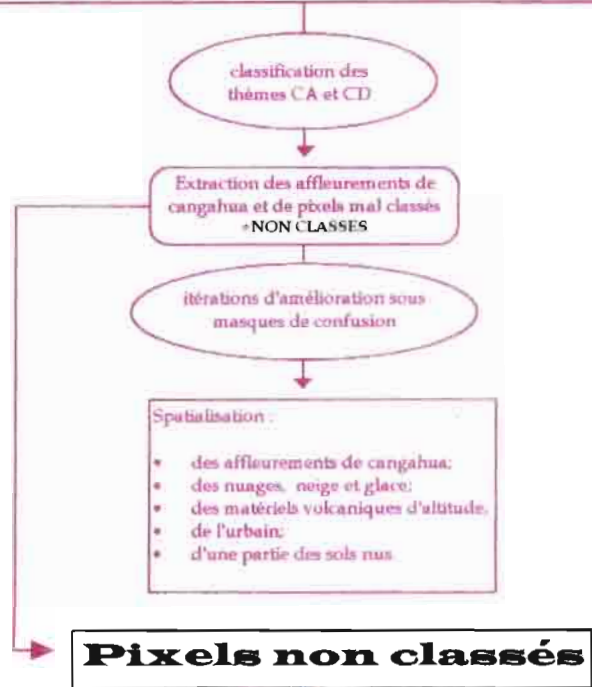 classification des
thèmes CA et CD
Extraction des affleurements de
cangahua et de pixels mal classés
+NON CLASSES
itérations d'amélioration sous
masques de confusion
Spatialisation :
• des affleurements de cangahua;
• des nuages, neige et glace;
• des matériels volcaniques d'altitude,
• de l'urbain;
• d'une partie des sols nus
Pixels non classés